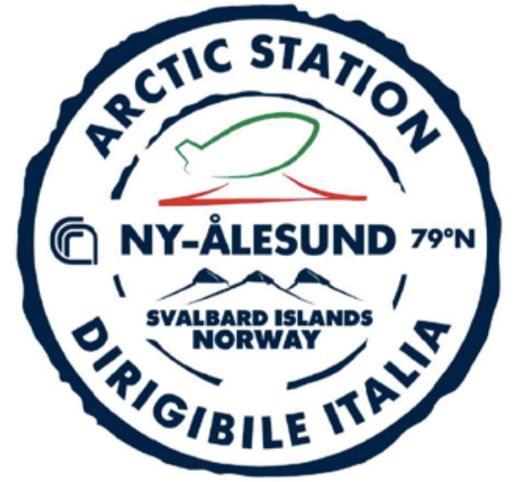 ARCTIC STATION
NY-ÅLESUND 79°N
SVALBARD ISLANDS
NORWAY
DIRIGIBILE ITALIA